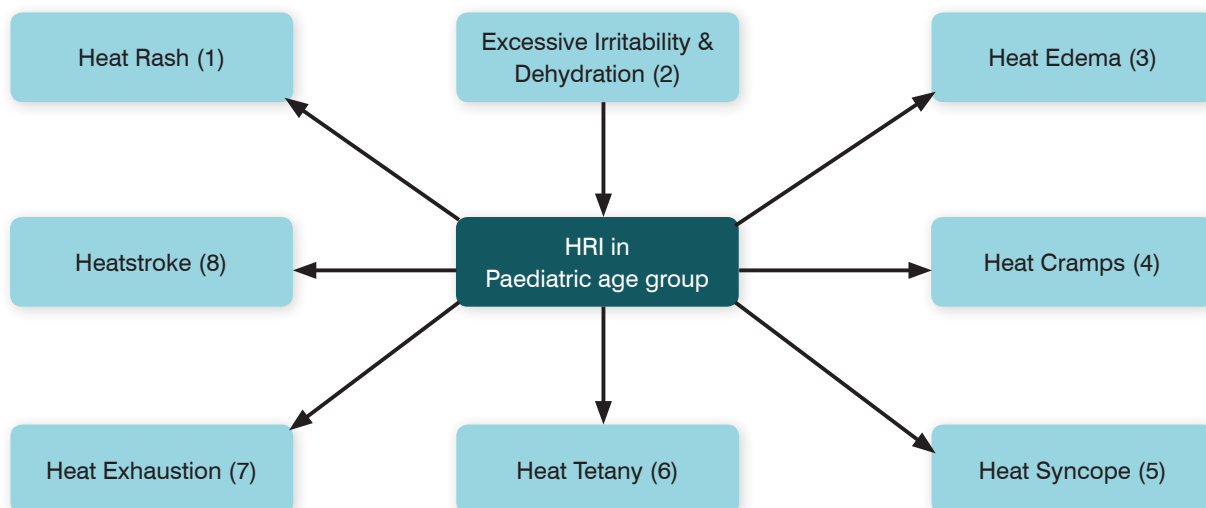 Heat Rash (1)
Excessive Irritability &
Dehydration (2)
Heat Edema (3)
Heatstroke (8)
HRI in
Paediatric age group
Heat Cramps (4)
Heat Exhaustion (7)
Heat Tetany (6)
Heat Syncope (5)